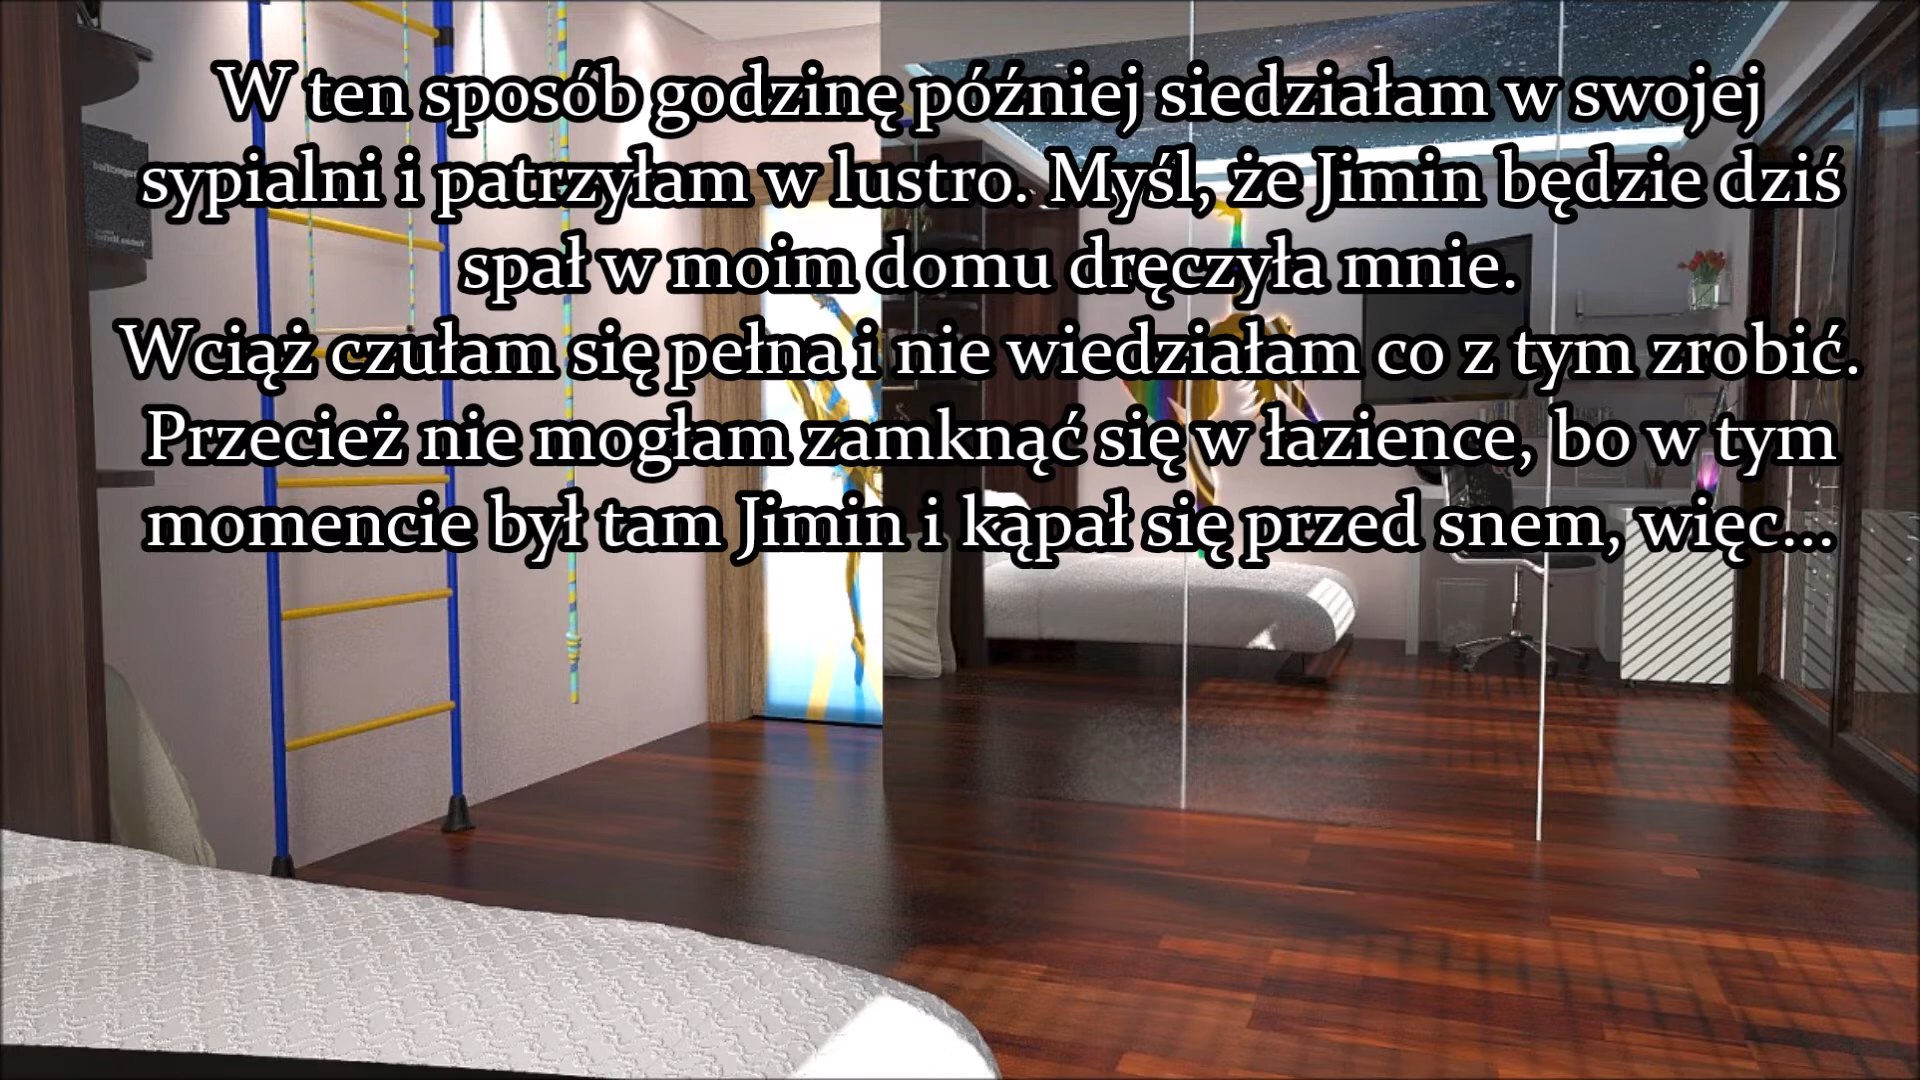 W ten sposób godzinę później siedziałam w swojej
sypialni i patrzyłam w lustro. Myśl, że Jimin będzie dziś
spał w moim domu dręczyła mnie.
Wciąż czułam się pełna i nie wiedziałam co z tym zrobić.
Przecież nie mogłam zamknąć się w łazience, bo w tym
momencie był tam Jimin i kąpał się przed snem, więc...